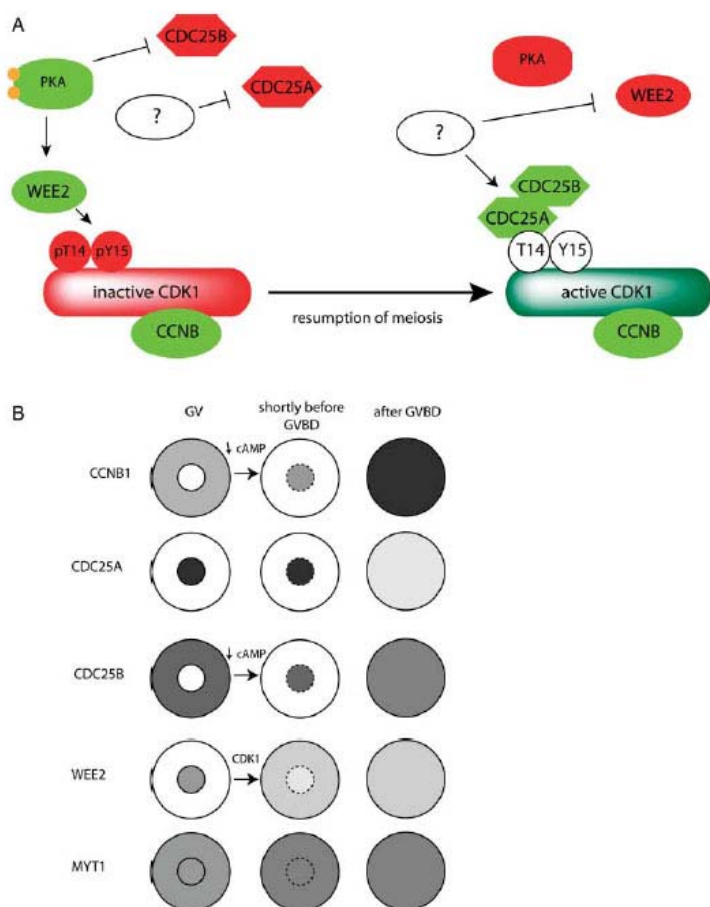 A
CDC25B
PKA
CDC25A
?
WEE2
pT14 pY15
inactive CDK1
CCNB
resumption of meiosis
PKA
WEE2
?
CDC25B
CDC25A
T14 Y15
active CDK1
CCNB
B
GV
shortly before
GVBD
after GVBD
CCNB1
↓ cAMP
CDC25A
CDC25B
↓ cAMP
WEE2
CDK1
MYT1